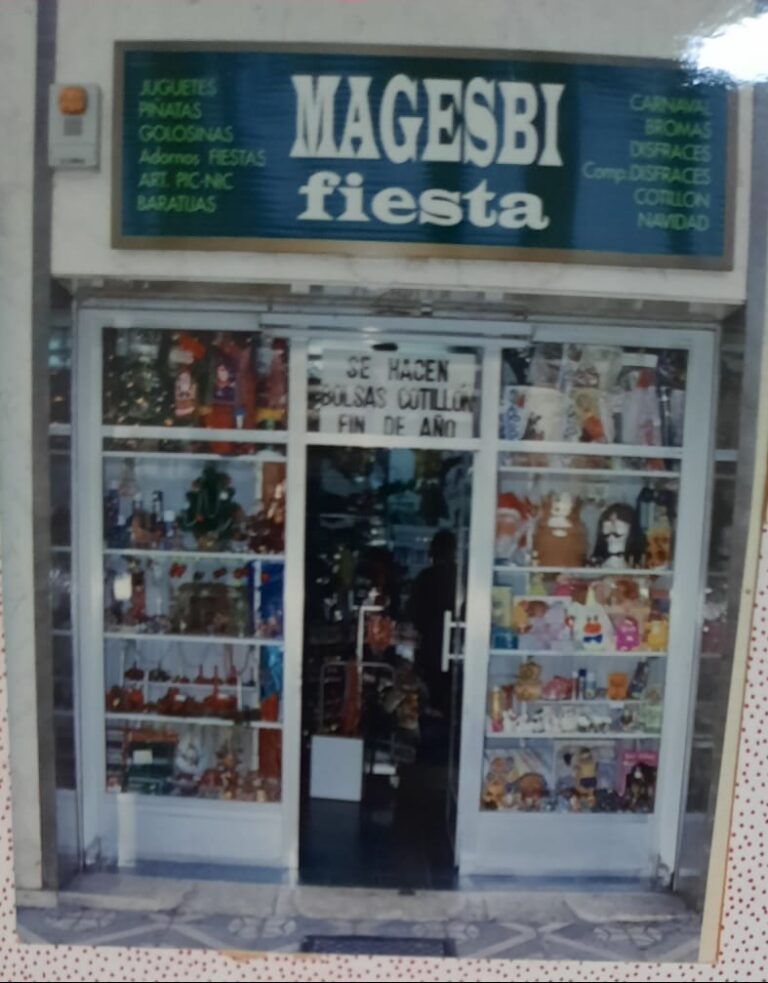 JUGUETES
PIÑATAS
GOLOSINAS
Adornos FIESTAS
ART. PIC-NIC
BARATIJAS
MAGESBI
fiesta
CARNAVAL
BROMAS
DISFRACES
Comp.DISFRACES
COTILLON
NAVIDAD
SE HACEN
BOLSAS COTILLÓN
FIN DE AÑO